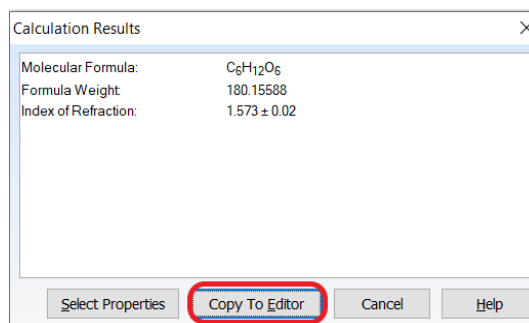 Calculation Results
Molecular Formula: C₆H₁₂O₆
Formula Weight: 180.15588
Index of Refraction: 1.573 ± 0.02
Select Properties Copy To Editor Cancel Help